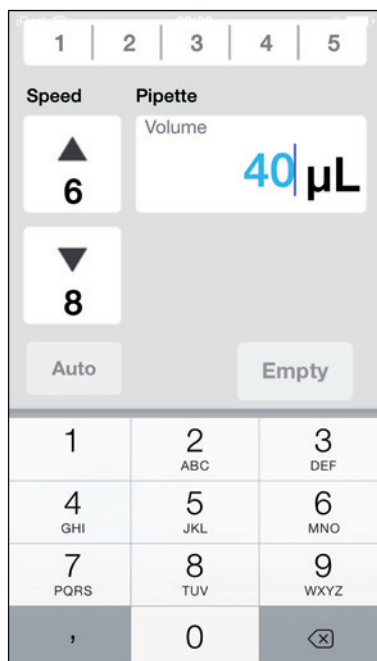 1 2 3 4 5
Speed Pipette
Volume
6 40 µL
8
Auto Empty
1 2 3
ABC DEF
4 5 6
GHI JKL MNO
7 8 9
PQRS TUV WXYZ
, 0